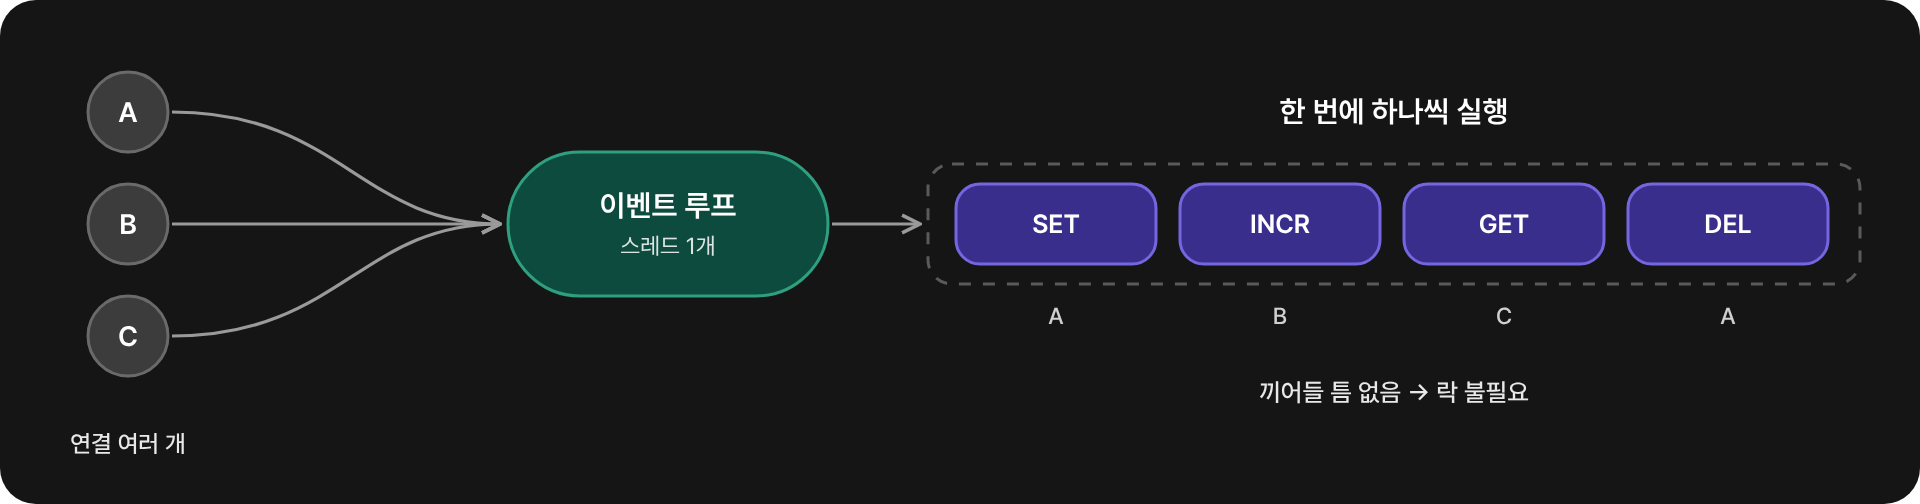 A
B
C
연결 여러 개
이벤트 루프
스레드 1개
한 번에 하나씩 실행
SET INCR GET DEL
A B C A
끼어들 틈 없음 → 락 불필요